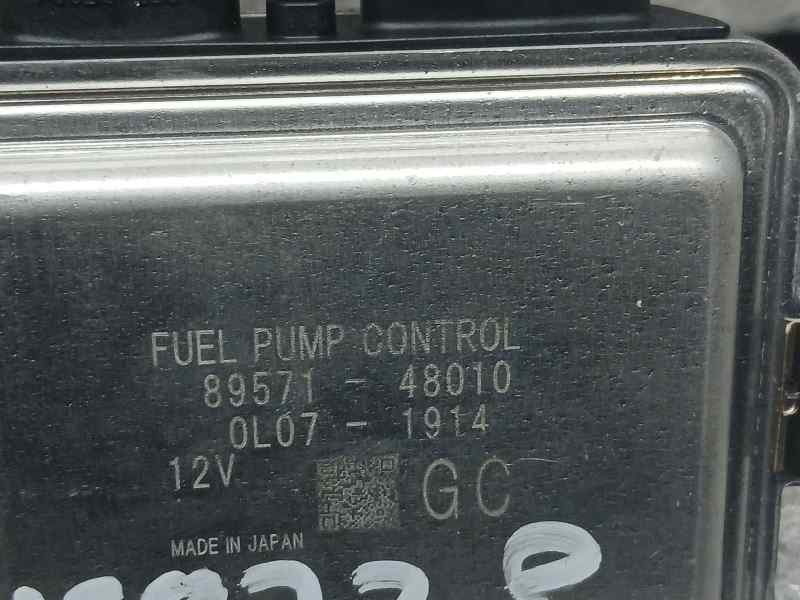 FUEL PUMP CONTROL
89571 - 48010
0L07 - 1914
12V
GC
MADE IN JAPAN